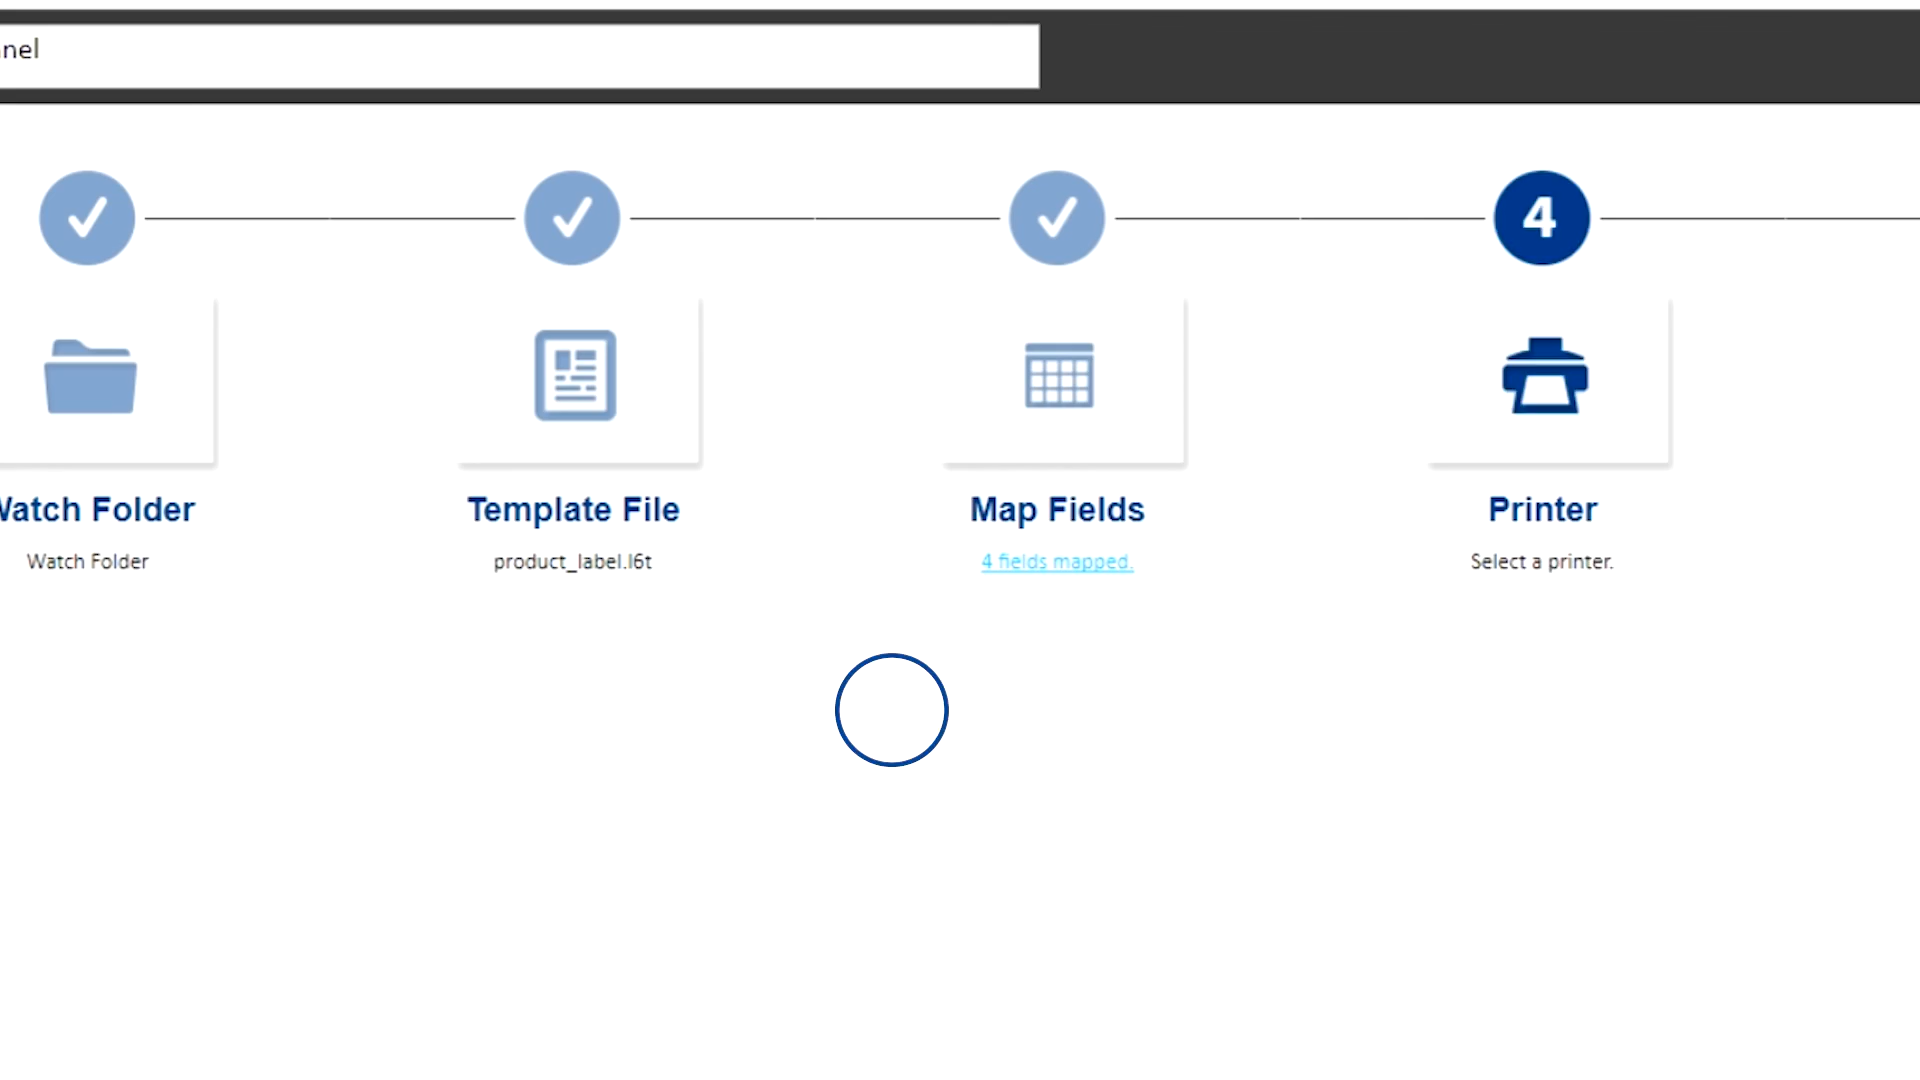 nel
4
Watch Folder
Template File
Map Fields
Printer
Watch Folder
product_label.l6t
4 fields mapped.
Select a printer.